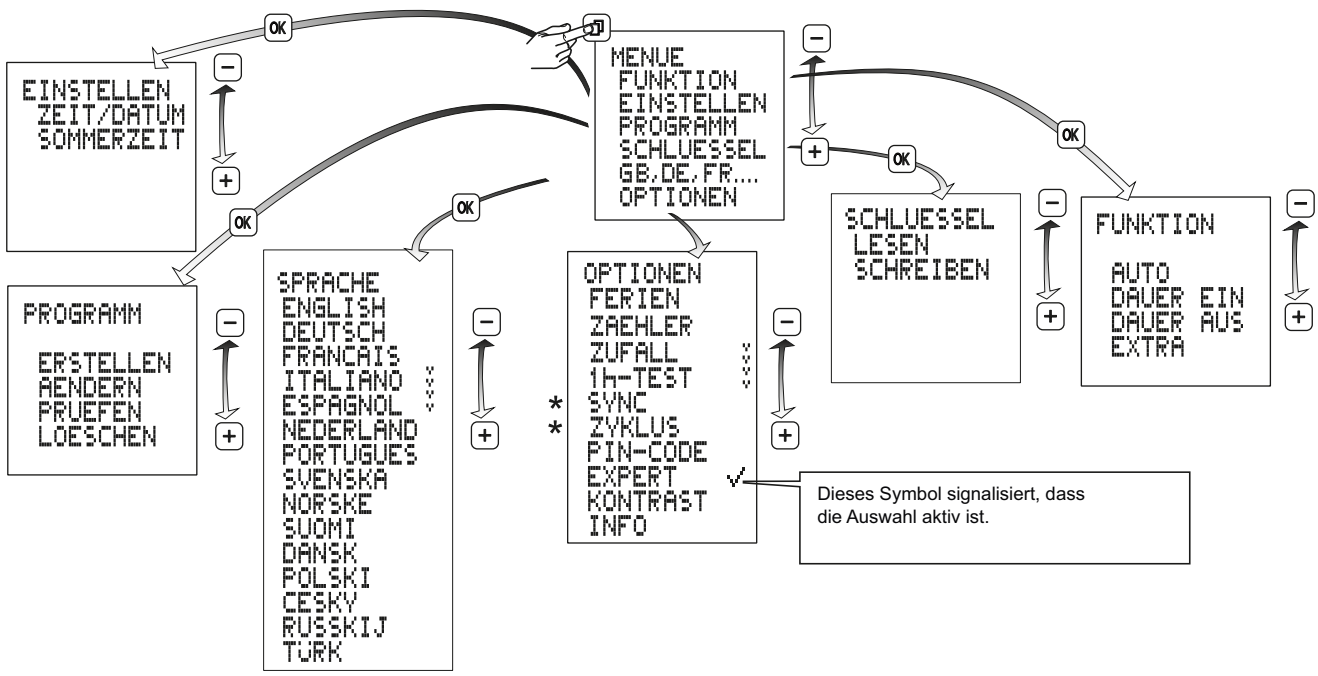 OK
MENUE
FUNKTION
EINSTELLEN
PROGRAMM
SCHLUESSEL
GB,DE,FR....
OPTIONEN
−
+
EINSTELLEN
ZEIT/DATUM
SOMMERZEIT
−
+
OK
PROGRAMM
ERSTELLEN
AENDERN
PRUEFEN
LOESCHEN
−
+
OK
SPRACHE
ENGLISH
DEUTSCH
FRANCAIS
ITALIANO
ESPAGNOL
NEDERLAND
PORTUGUES
SVENSKA
NORSKE
SUOMI
DANSK
POLSKI
CESKY
RUSSKIJ
TÜRK
−
+
OPTIONEN
FERIEN
ZAEHLER
ZUFALL
1h-TEST
* SYNC
* ZYKLUS
PIN-CODE
EXPERT ✓
KONTRAST
INFO
−
+
Dieses Symbol signalisiert, dass
die Auswahl aktiv ist.
OK
SCHLUESSEL
LESEN
SCHREIBEN
−
+
OK
FUNKTION
AUTO
DAUER EIN
DAUER AUS
EXTRA
−
+